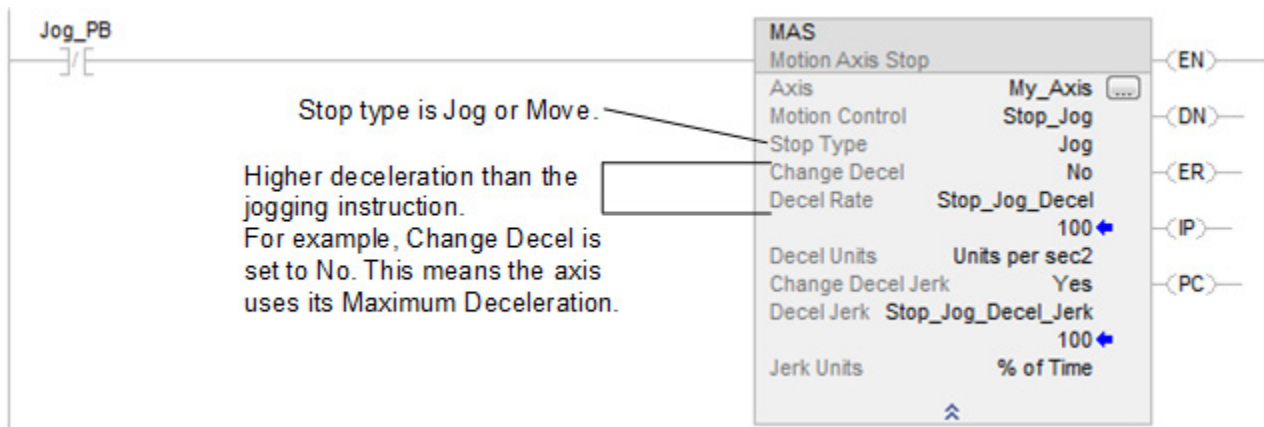 Jog_PB
Stop type is Jog or Move.
Higher deceleration than the
jogging instruction.
For example, Change Decel is
set to No. This means the axis
uses its Maximum Deceleration.
MAS
Motion Axis Stop
Axis My_Axis ...
Motion Control Stop_Jog
Stop Type Jog
Change Decel No
Decel Rate Stop_Jog_Decel
100
Decel Units Units per sec2
Change Decel Jerk Yes
Decel Jerk Stop_Jog_Decel_Jerk
100
Jerk Units % of Time
EN
DN
ER
IP
PC